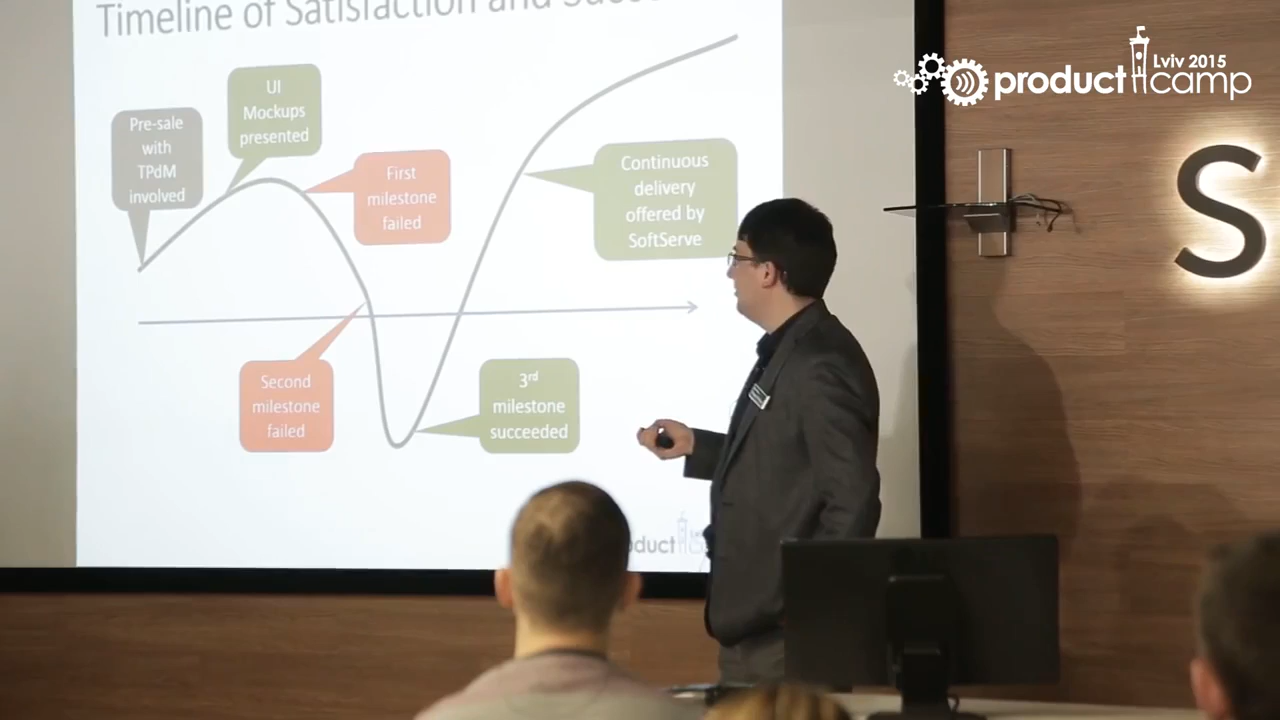 Timeline of Satisfaction and
Lviv 2015
product camp
Pre-sale
with
TPdM
involved
UI
Mockups
presented
First
milestone
failed
Continuous
delivery
offered by
SoftServe
S
Second
milestone
failed
3rd
milestone
succeeded